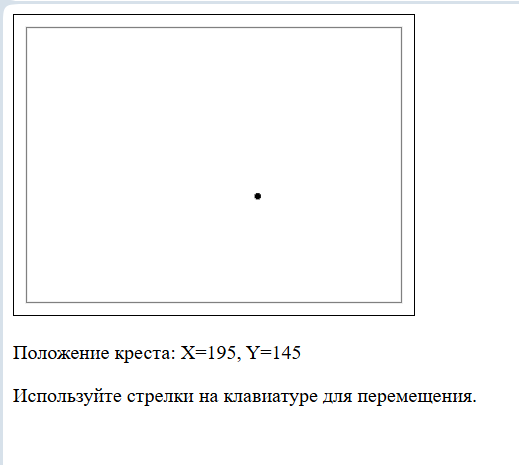 Положение креста: X=195, Y=145
Используйте стрелки на клавиатуре для перемещения.